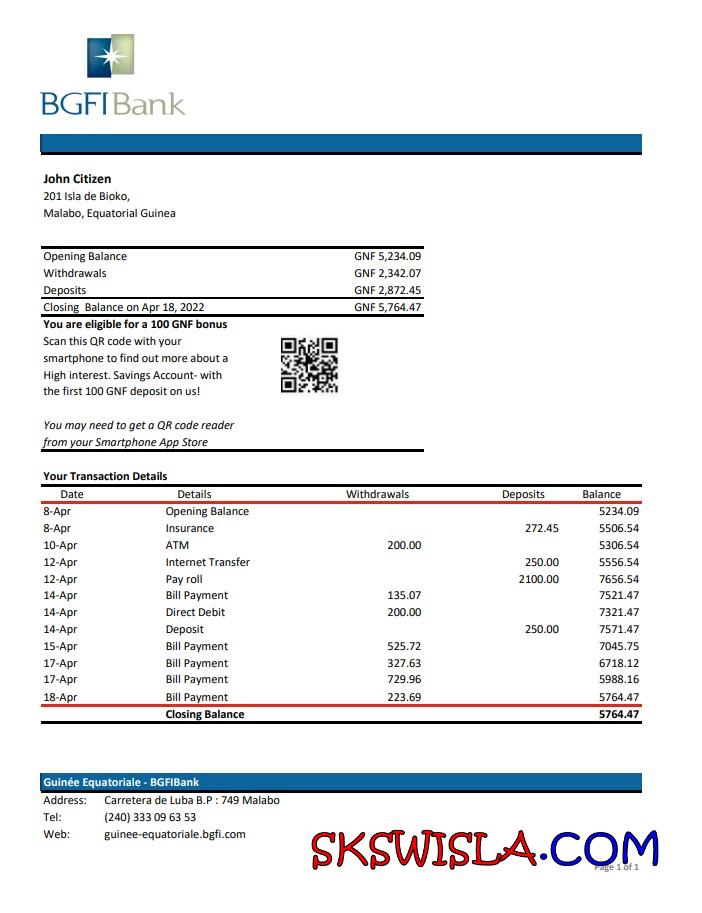 BGFIBank
John Citizen
201 Isla de Bioko,
Malabo, Equatorial Guinea
Opening Balance GNF 5,234.09
Withdrawals GNF 2,342.07
Deposits GNF 2,872.45
Closing Balance on Apr 18, 2022 GNF 5,764.47
You are eligible for a 100 GNF bonus
Scan this QR code with your
smartphone to find out more about a
High interest. Savings Account- with
the first 100 GNF deposit on us!
You may need to get a QR code reader
from your Smartphone App Store
Your Transaction Details
Date Details Withdrawals Deposits Balance
8-Apr Opening Balance 5234.09
8-Apr Insurance 272.45 5506.54
10-Apr ATM 200.00 5306.54
12-Apr Internet Transfer 250.00 5556.54
12-Apr Pay roll 2100.00 7656.54
14-Apr Bill Payment 135.07 7521.47
14-Apr Direct Debit 200.00 7321.47
14-Apr Deposit 250.00 7571.47
15-Apr Bill Payment 525.72 7045.75
17-Apr Bill Payment 327.63 6718.12
17-Apr Bill Payment 729.96 5988.16
18-Apr Bill Payment 223.69 5764.47
Closing Balance 5764.47
Guinée Equatoriale - BGFIBank
Address: Carretera de Luba B.P : 749 Malabo
Tel: (240) 333 09 63 53
Web: guinee-equatoriale.bgfi.com
SKSWISLA.COM
Page 1 of 1